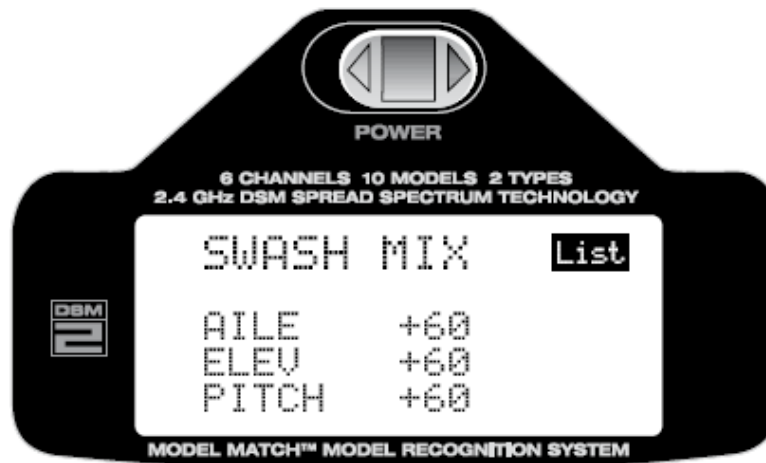 POWER
6 CHANNELS 10 MODELS 2 TYPES
2.4 GHz DSM SPREAD SPECTRUM TECHNOLOGY
SWASH MIX List
DSM
2
AILE +60
ELEV +60
PITCH +60
MODEL MATCH™ MODEL RECOGNITION SYSTEM